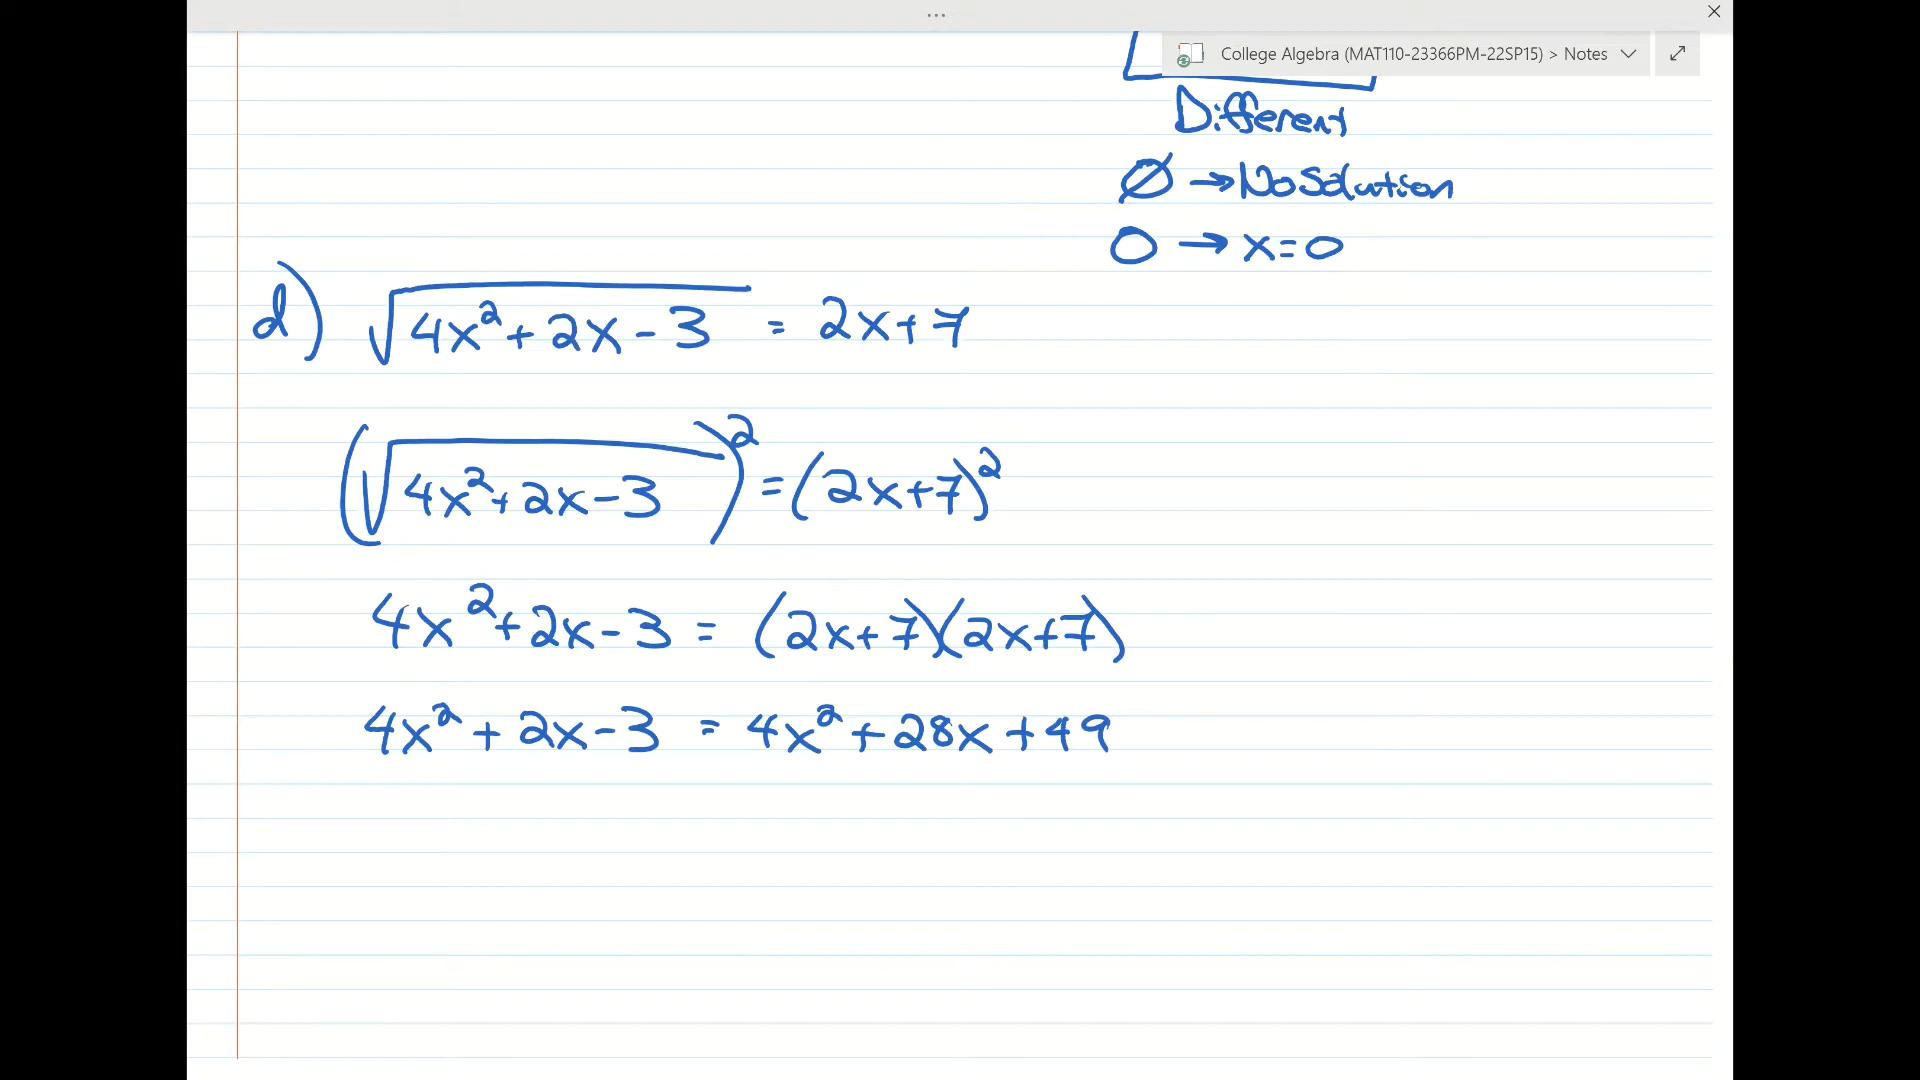 ...
College Algebra (MAT110-23366PM-22SP15) > Notes
Different
∅ → No Solution
0 → x = 0
d) √(4x² + 2x - 3) = 2x + 7
(√(4x² + 2x - 3))² = (2x + 7)²
4x² + 2x - 3 = (2x + 7)(2x + 7)
4x² + 2x - 3 = 4x² + 28x + 49